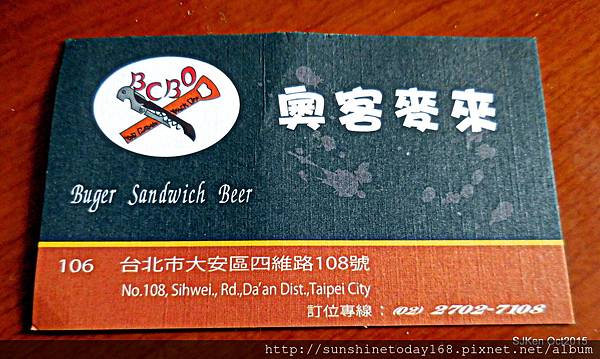 BCBO
奧客麥來
Buger Sandwich Beer
106 台北市大安區四維路108號
No.108, Sihwei., Rd.,Da'an Dist.,Taipei City
訂位專線：(02) 2702-7108
SJKen Oct2015
http://sunshinetoday168.pixnet.net/album